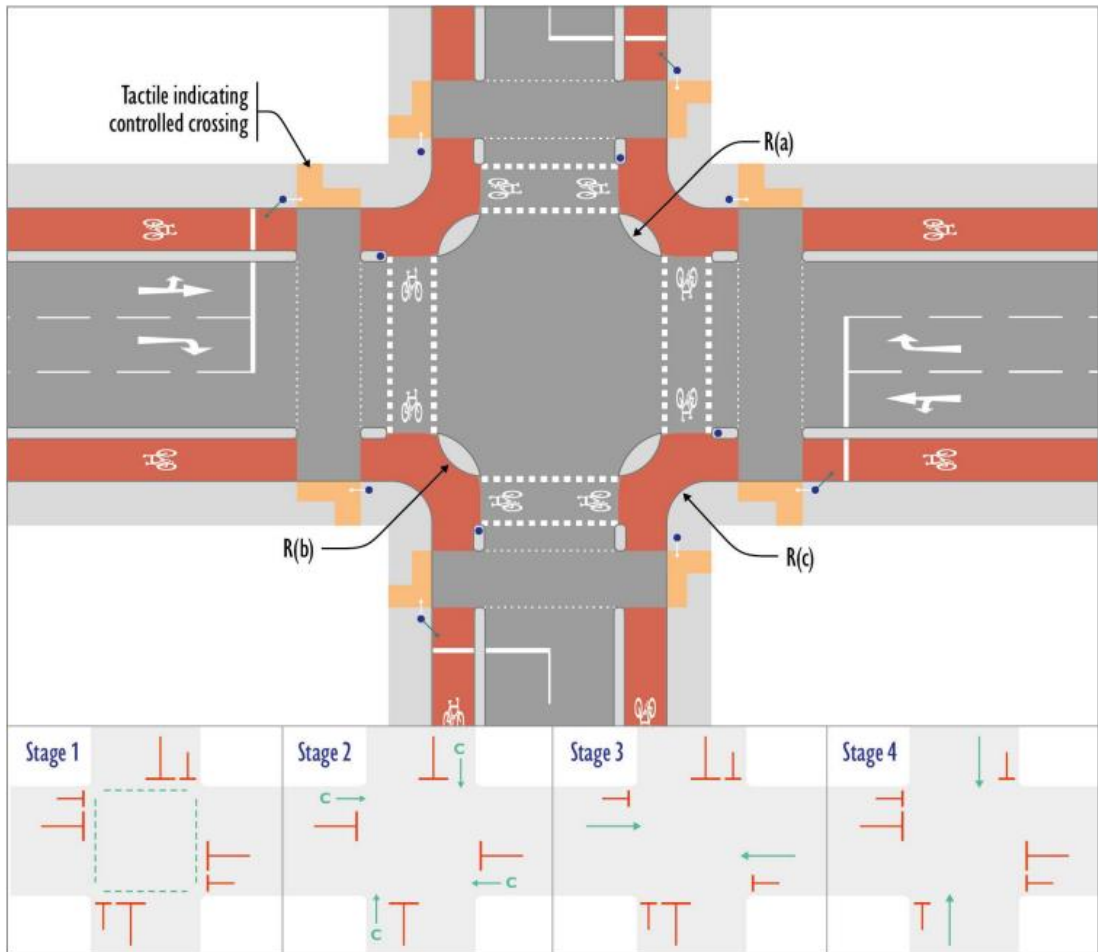 Tactile indicating
controlled crossing
R(a)
R(b)
R(c)
Stage 1
Stage 2
C
C
C
C
Stage 3
Stage 4